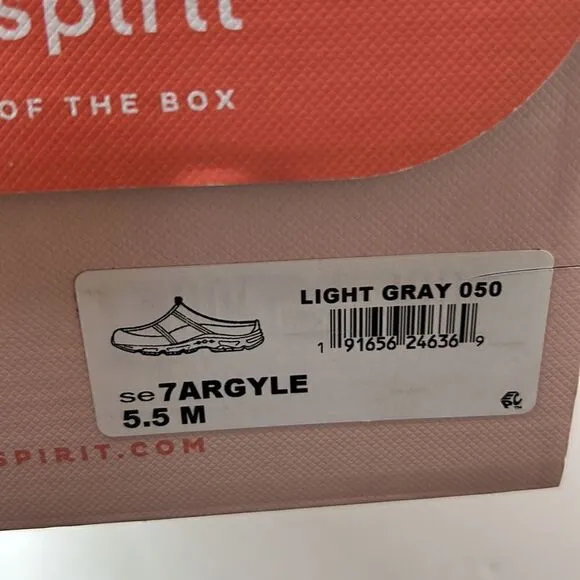 spirit
OF THE BOX
LIGHT GRAY 050
1 91656 24636 9
se7ARGYLE
5.5 M
SPIRIT.COM